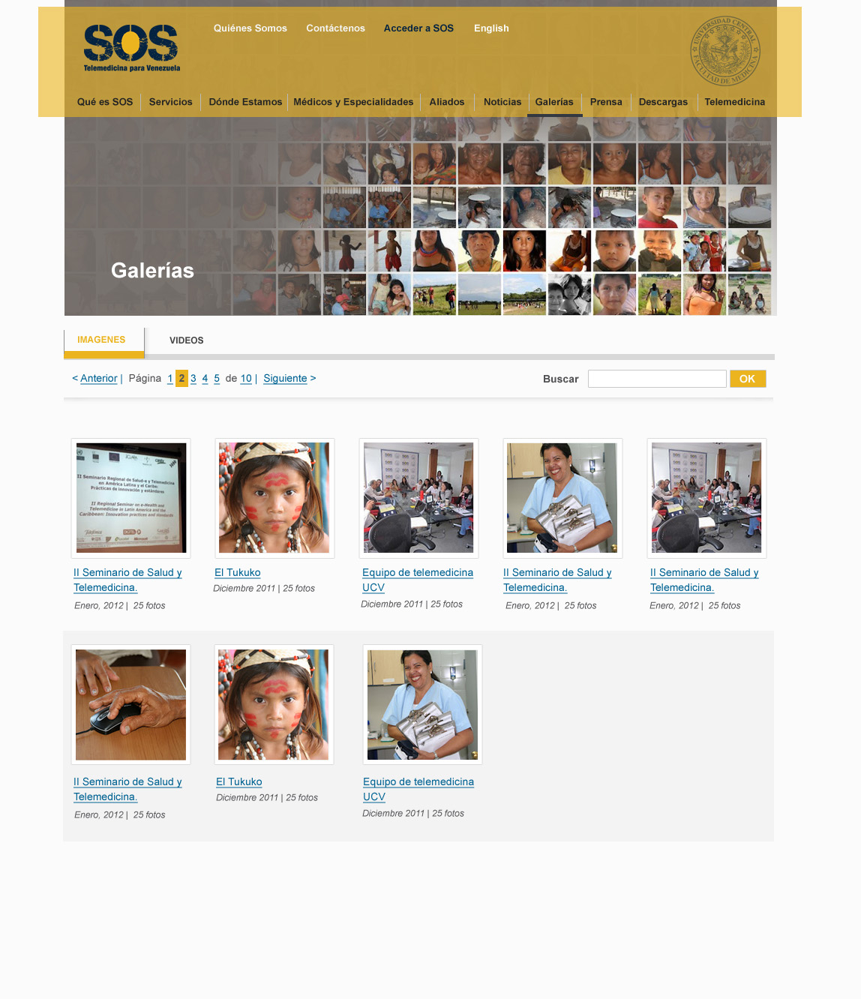 SOS
Telemedicina para Venezuela
Quiénes Somos Contáctenos Acceder a SOS English
UNIVERSIDAD CENTRAL
FACULTAD DE MEDICINA
Qué es SOS Servicios Dónde Estamos Médicos y Especialidades Aliados Noticias Galerías Prensa Descargas Telemedicina
Galerías
IMAGENES VIDEOS
< Anterior | Página 1 2 3 4 5 de 10 | Siguiente >
Buscar OK
II Seminario Regional de Salud-e y Telemedicina
en América Latina y el Caribe:
Prácticas de innovación y estándares
II Regional Seminar on e-Health and
Telemedicine in Latin America and the
Caribbean: Innovation practices and standards
II Seminario de Salud y
Telemedicina.
Enero, 2012 | 25 fotos
El Tukuko
Diciembre 2011 | 25 fotos
Equipo de telemedicina
UCV
Diciembre 2011 | 25 fotos
II Seminario de Salud y
Telemedicina.
Enero, 2012 | 25 fotos
II Seminario de Salud y
Telemedicina.
Enero, 2012 | 25 fotos
II Seminario de Salud y
Telemedicina.
Enero, 2012 | 25 fotos
El Tukuko
Diciembre 2011 | 25 fotos
Equipo de telemedicina
UCV
Diciembre 2011 | 25 fotos